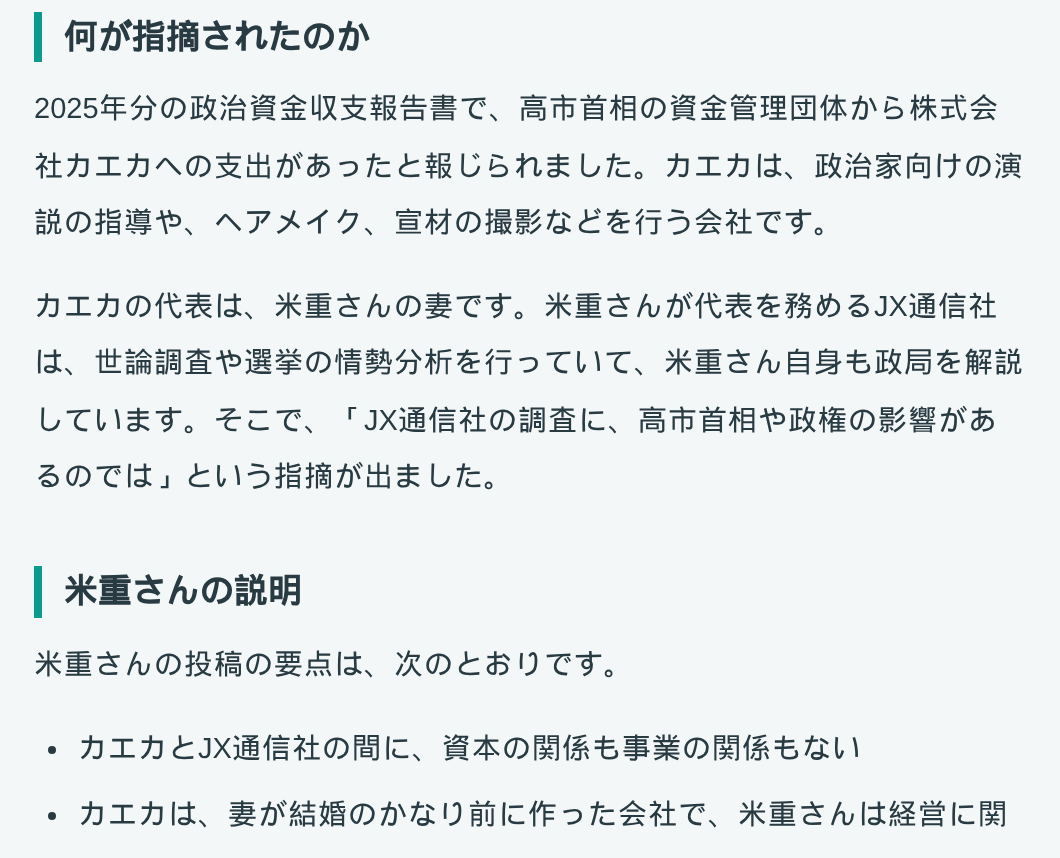 何が指摘されたのか
2025年分の政治資金収支報告書で、高市首相の資金管理団体から株式会
社カエカへの支出があったと報じられました。カエカは、政治家向けの演
説の指導や、ヘアメイク、宣材の撮影などを行う会社です。
カエカの代表は、米重さんの妻です。米重さんが代表を務めるJX通信社
は、世論調査や選挙の情勢分析を行っていて、米重さん自身も政局を解説
しています。そこで、「JX通信社の調査に、高市首相や政権の影響があ
るのでは」という指摘が出ました。
米重さんの説明
米重さんの投稿の要点は、次のとおりです。
• カエカとJX通信社の間に、資本の関係も事業の関係もない
• カエカは、妻が結婚のかなり前に作った会社で、米重さんは経営に関